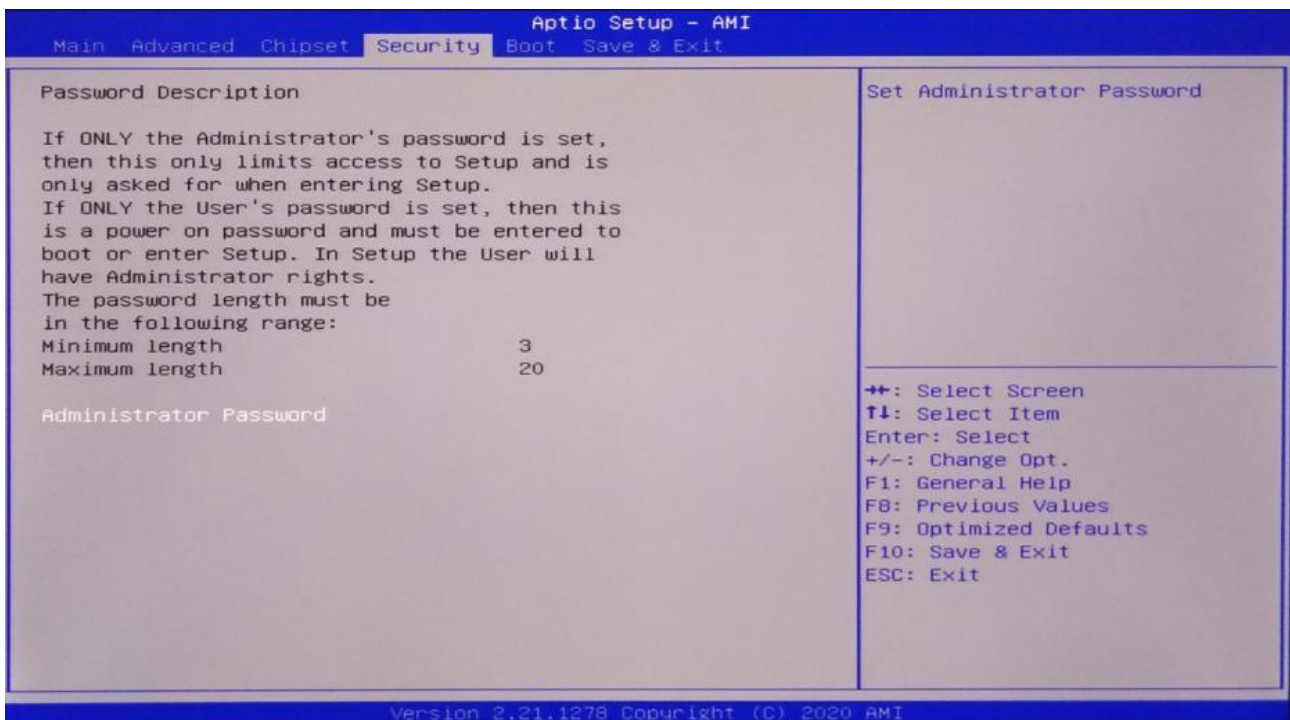 Aptio Setup - AMI
Main Advanced Chipset Security Boot Save & Exit
Password Description
If ONLY the Administrator's password is set,
then this only limits access to Setup and is
only asked for when entering Setup.
If ONLY the User's password is set, then this
is a power on password and must be entered to
boot or enter Setup. In Setup the User will
have Administrator rights.
The password length must be
in the following range:
Minimum length 3
Maximum length 20
Administrator Password
Set Administrator Password
→←: Select Screen
↑↓: Select Item
Enter: Select
+/-: Change Opt.
F1: General Help
F8: Previous Values
F9: Optimized Defaults
F10: Save & Exit
ESC: Exit
Version 2.21.1278 Copyright (C) 2020 AMI